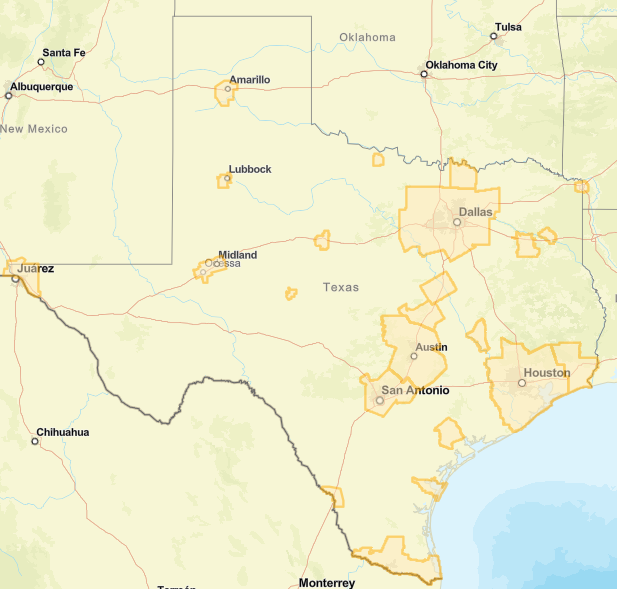 Tulsa
Oklahoma
Santa Fe
Oklahoma City
Amarillo
Albuquerque
New Mexico
Lubbock
Dallas
Midland
Juárez
Texas
Austin
Houston
San Antonio
Chihuahua
Monterrey